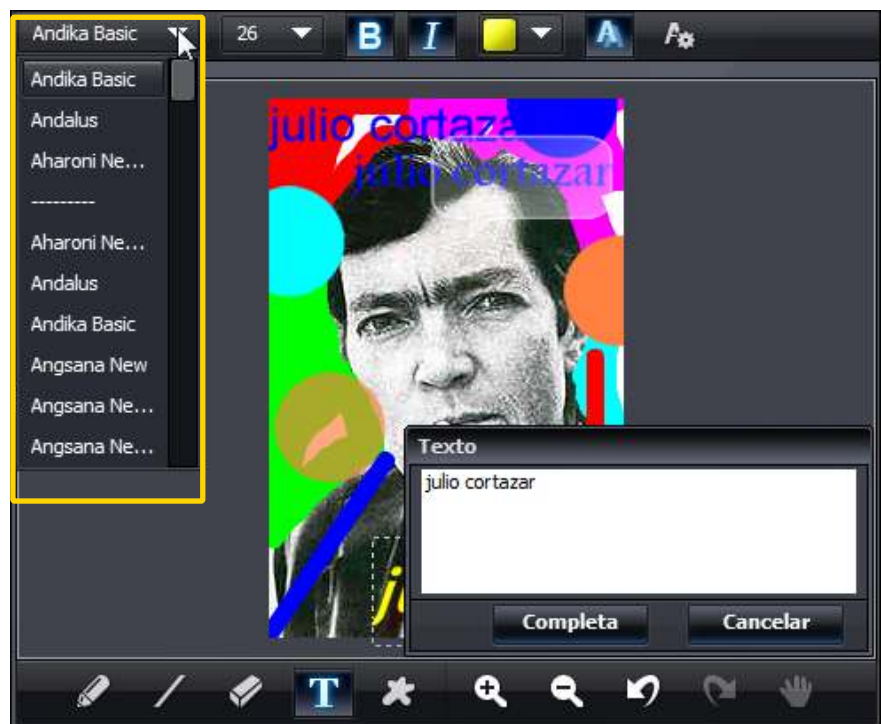 Andika Basic
26
B I A A
Andika Basic
Andalus
Aharoni Ne...
---------
Aharoni Ne...
Andalus
Andika Basic
Angsana New
Angsana Ne...
Angsana Ne...
julio cortaza
julio cortazar
Texto
julio cortazar
Completa Cancelar
j
T